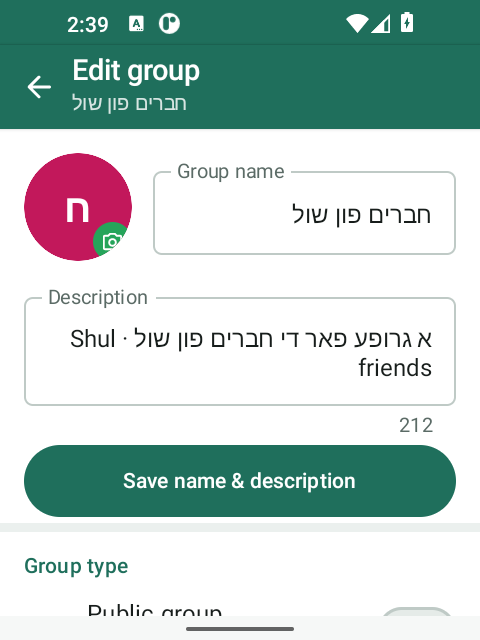 2:39
Edit group
חברים פון שול
ח
Group name
חברים פון שול
Description
א גרופע פאר די חברים פון שול · Shul
friends
212
Save name & description
Group type
Public group